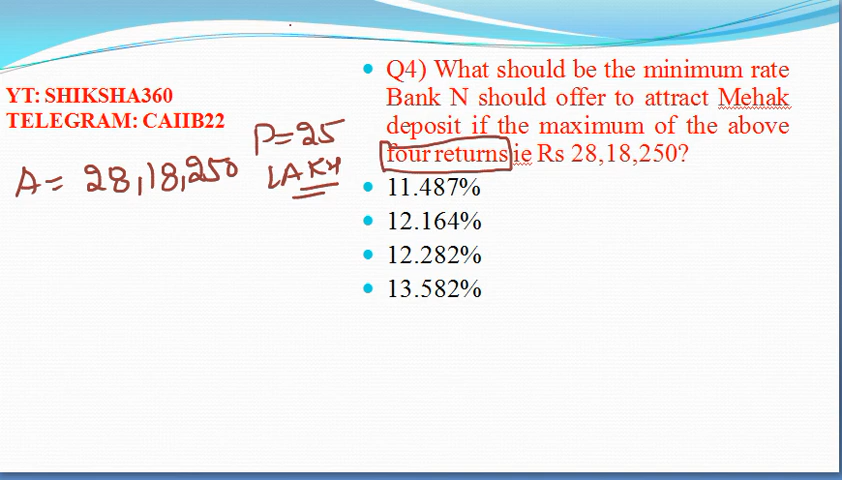 YT: SHIKSHA360
TELEGRAM: CAIIB22
P=25
LAKH
A= 28,18,250
Q4) What should be the minimum rate
Bank N should offer to attract Mehak
deposit if the maximum of the above
four returns ie Rs 28,18,250?
11.487%
12.164%
12.282%
13.582%